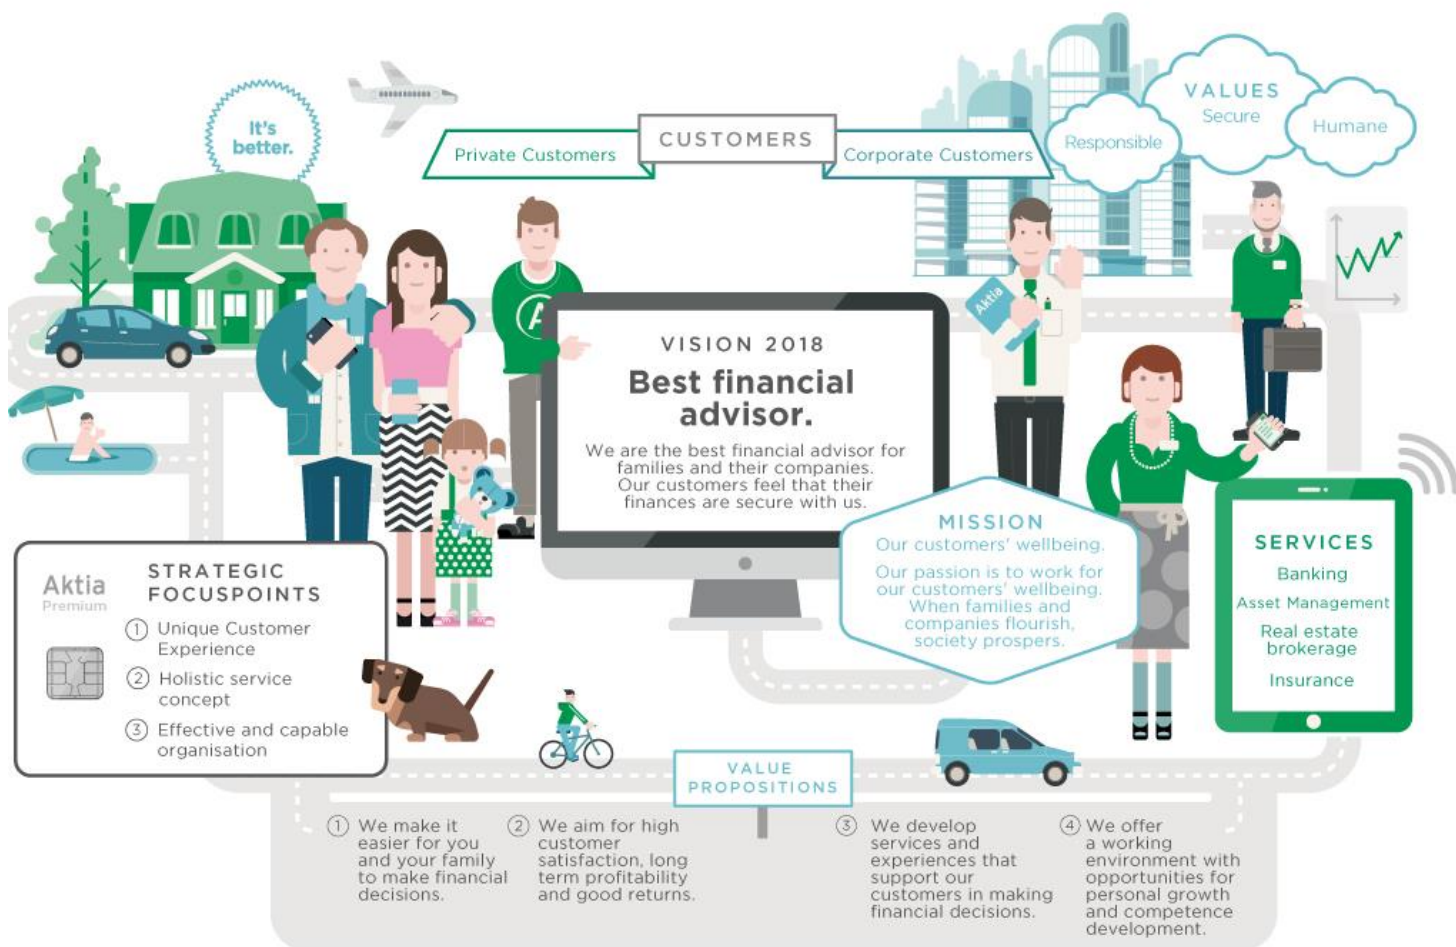 It's
better.
CUSTOMERS
Private Customers
Corporate Customers
VALUES
Secure
Responsible
Humane
Aktia
A
VISION 2018
Best financial
advisor.
We are the best financial advisor for
families and their companies.
Our customers feel that their
finances are secure with us.
MISSION
Our customers' wellbeing.
Our passion is to work for
our customers' wellbeing.
When families and
companies flourish,
society prospers.
SERVICES
Banking
Asset Management
Real estate
brokerage
Insurance
Aktia
Premium
STRATEGIC
FOCUSPOINTS
1 Unique Customer
Experience
2 Holistic service
concept
3 Effective and capable
organisation
VALUE
PROPOSITIONS
1 We make it
easier for you
and your family
to make financial
decisions.
2 We aim for high
customer
satisfaction, long
term profitability
and good returns.
3 We develop
services and
experiences that
support our
customers in making
financial decisions.
4 We offer
a working
environment with
opportunities for
personal growth
and competence
development.